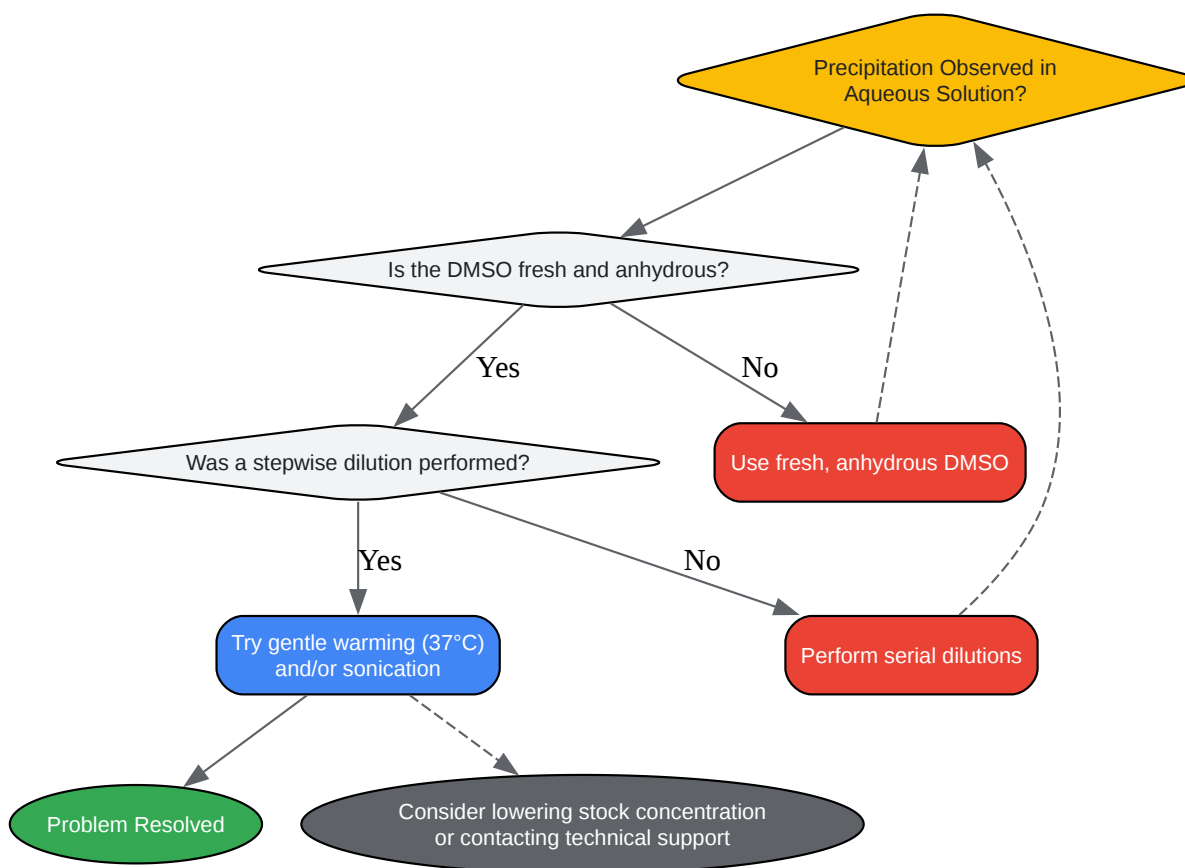 Precipitation Observed in
Aqueous Solution?
Is the DMSO fresh and anhydrous?
Yes
No
Was a stepwise dilution performed?
Use fresh, anhydrous DMSO
Yes
No
Try gentle warming (37°C)
and/or sonication
Perform serial dilutions
Problem Resolved
Consider lowering stock concentration
or contacting technical support